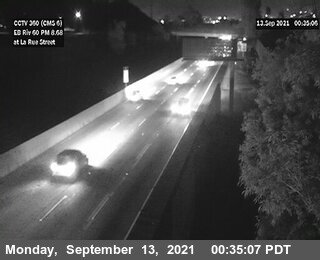 CCTV 360 (CMS 6)
EB Riv 60 PM 8.68
at La Rue Street
13 Sep 2021 00:35:06
Monday, September 13, 2021 00:35:07 PDT